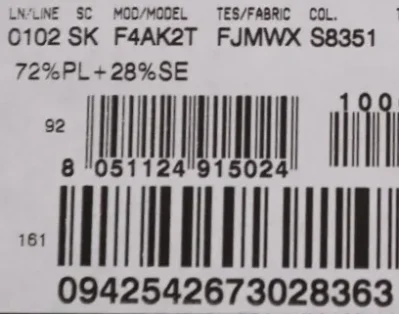 LN/LINE SC MOD/MODEL TES/FABRIC COL.
0102 SK F4AK2T FJMWX S8351
72%PL+28%SE
100
92
8 051124 915024
161
0942542673028363